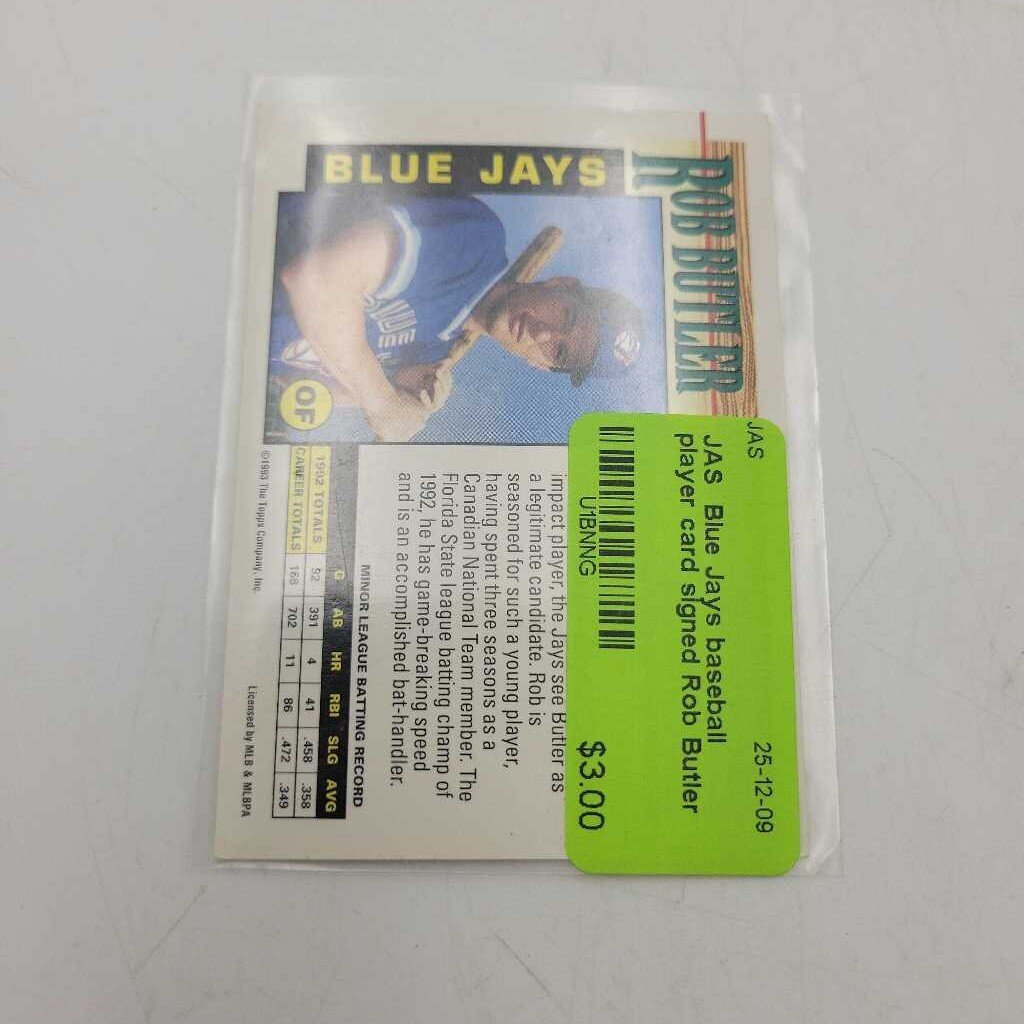 ROB BUTLER
BLUE JAYS
BLUE
OF
impact player, the Jays see Butler as
a legitimate candidate. Rob is
seasoned for such a young player,
having spent three seasons as a
Canadian National Team member. The
Florida State league batting champ of
1992, he has game-breaking speed
and is an accomplished bat-handler.
MINOR LEAGUE BATTING RECORD
G AB HR RBI SLG AVG
1992 TOTALS 92 391 4 41 .458 .358
CAREER TOTALS 168 702 11 86 .472 .349
©1993 The Topps Company, Inc. Licensed by MLB & MLBPA
JAS 25-12-09
JAS Blue Jays baseball
player card signed Rob Butler
U1BNNG
$3.00